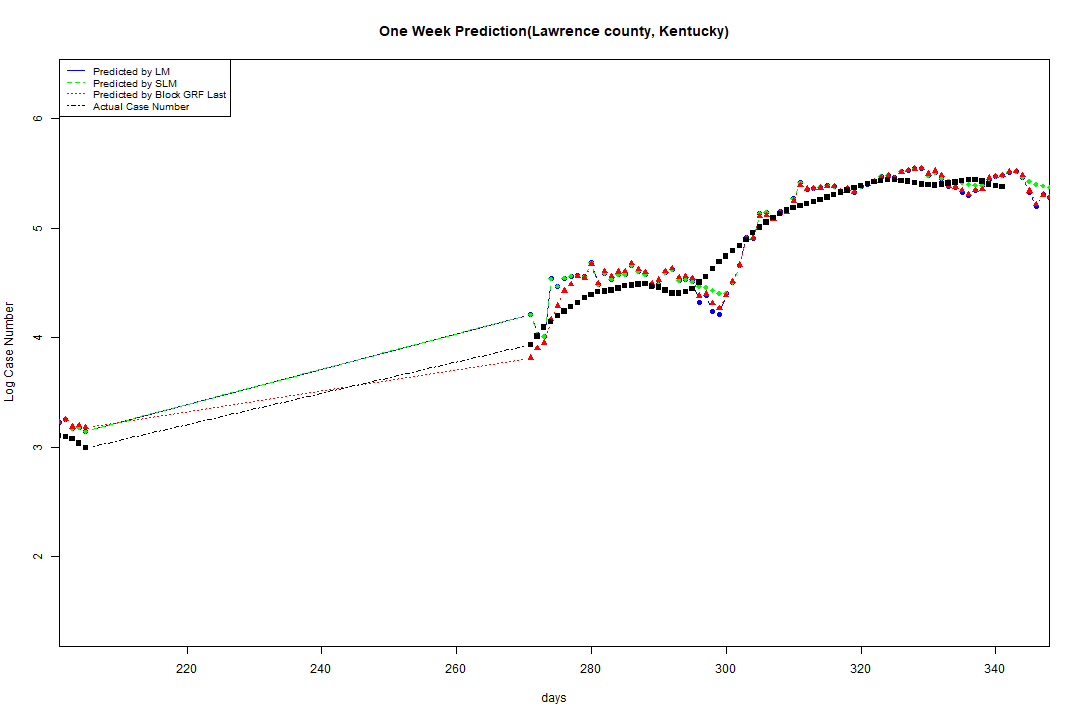 One Week Prediction(Lawrence county, Kentucky)
Predicted by LM
Predicted by SLM
Predicted by Block GRF Last
Actual Case Number
6
5
4
3
2
Log Case Number
220 240 260 280 300 320 340
days